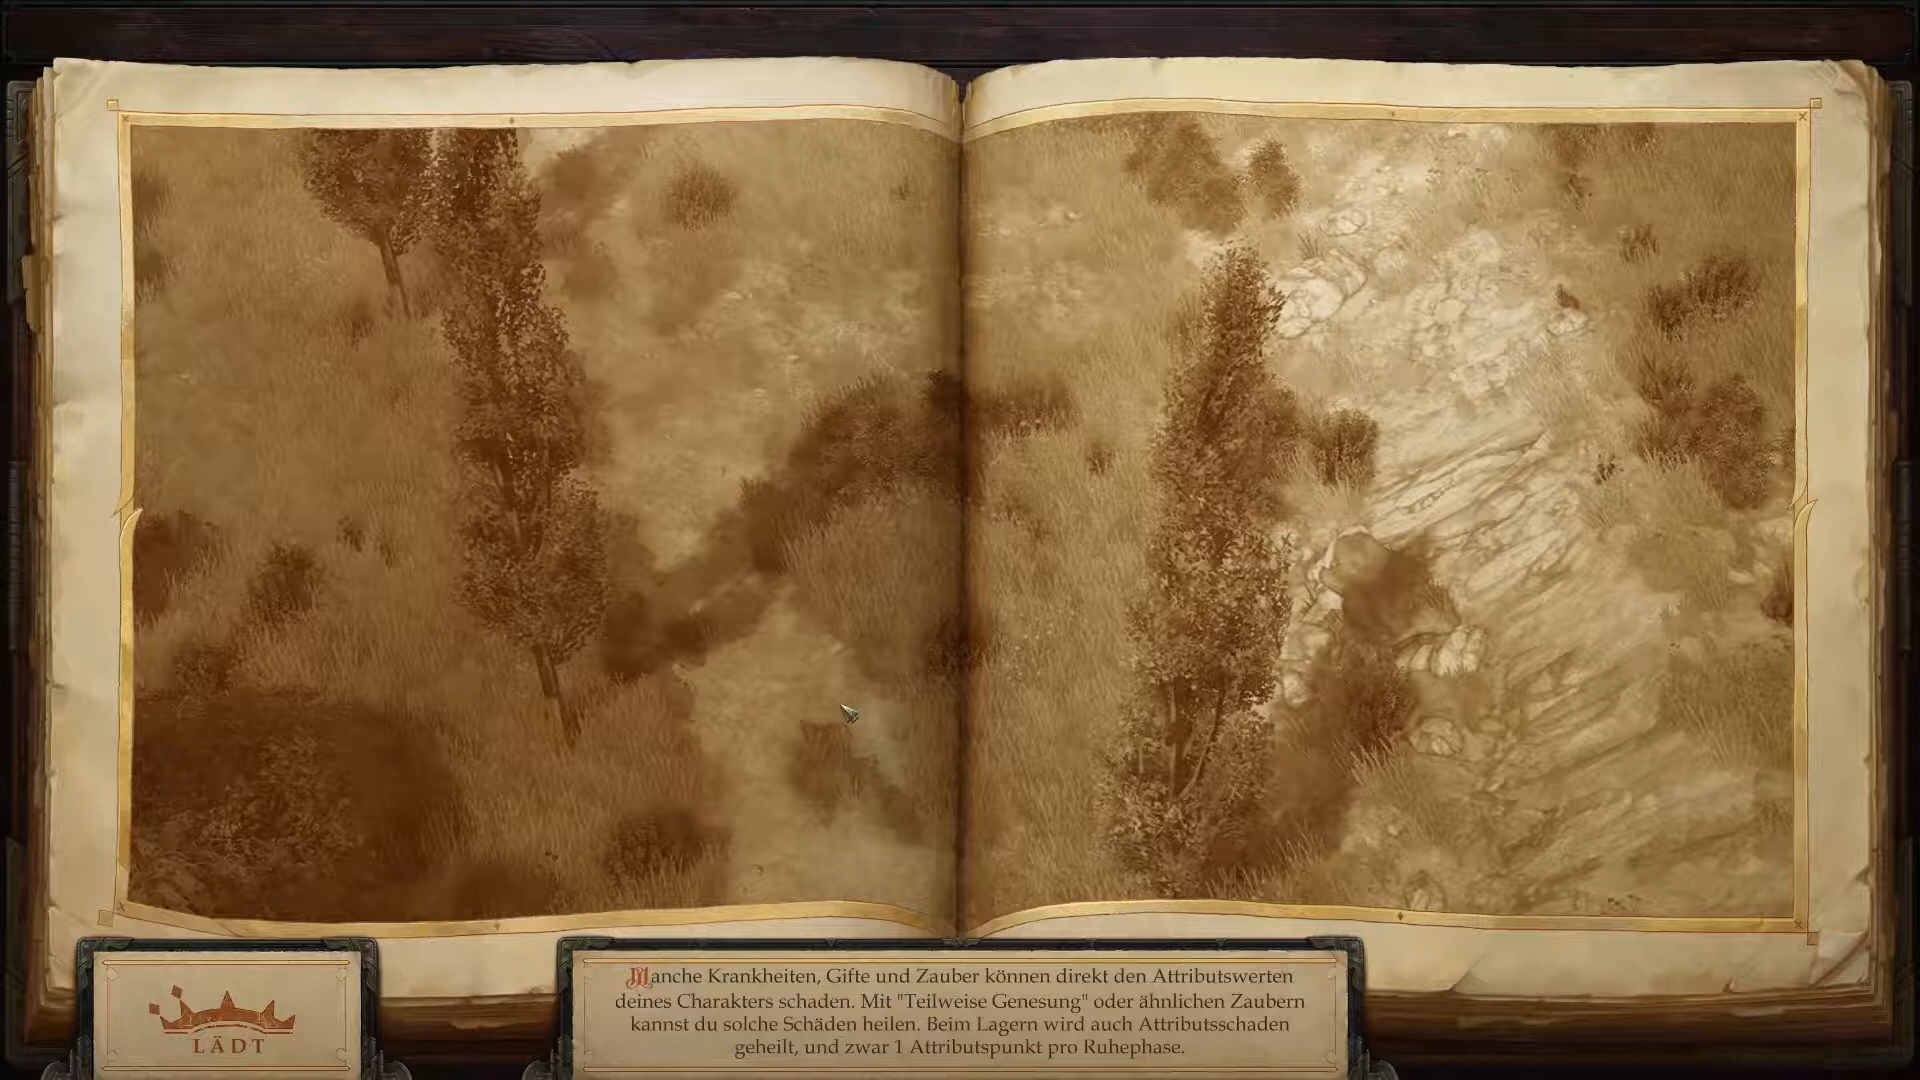 Manche Krankheiten, Gifte und Zauber können direkt den Attributswerten
deines Charakters schaden. Mit "Teilweise Genesung" oder ähnlichen Zaubern
kannst du solche Schäden heilen. Beim Lagern wird auch Attributsschaden
geheilt, und zwar 1 Attributspunkt pro Ruhephase.
LÄDT